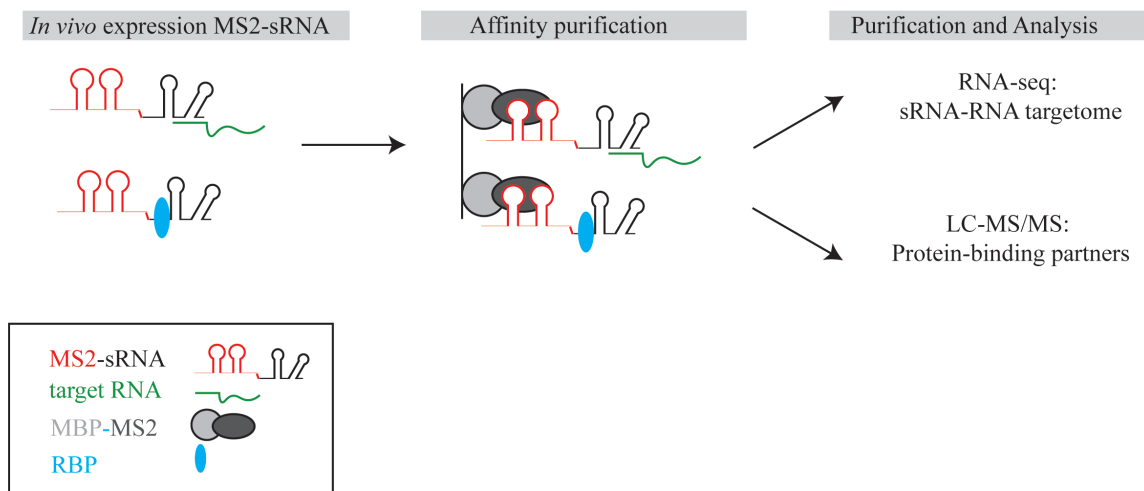 In vivo expression MS2-sRNA
Affinity purification
Purification and Analysis
RNA-seq:
sRNA-RNA targetome
LC-MS/MS:
Protein-binding partners
MS2-sRNA
target RNA
MBP-MS2
RBP